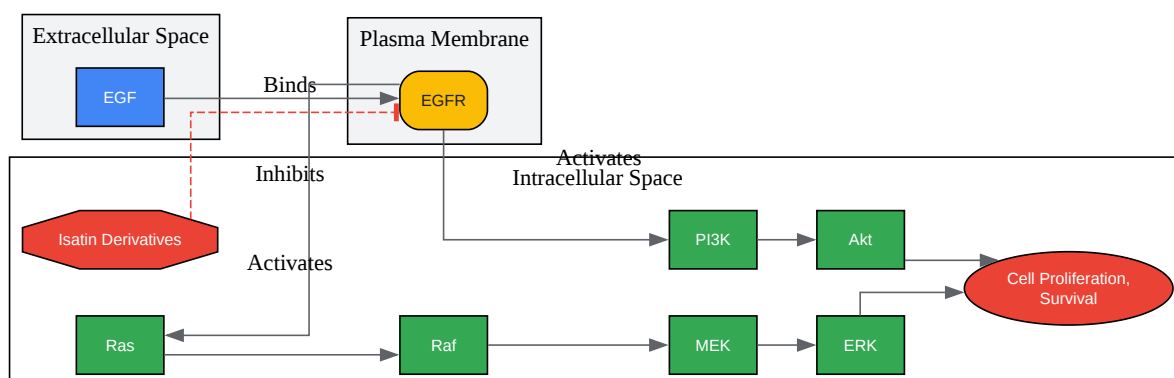 Extracellular Space
Plasma Membrane
EGF
Binds
EGFR
Activates
Inhibits
Intracellular Space
Isatin Derivatives
PI3K
Akt
Activates
Cell Proliferation,
Survival
Ras
Raf
MEK
ERK